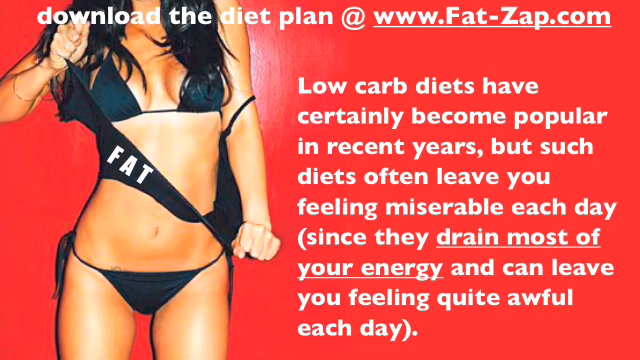 download the diet plan @ www.Fat-Zap.com
Low carb diets have
certainly become popular
in recent years, but such
diets often leave you
feeling miserable each day
(since they drain most of
your energy and can leave
you feeling quite awful
each day).
FAT